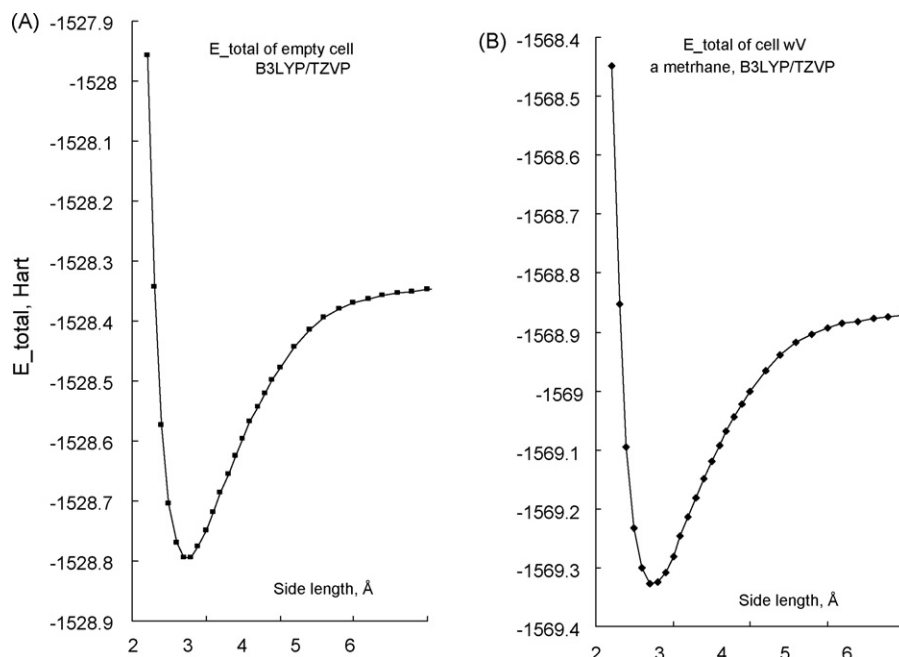 (A)
E_total of empty cell
B3LYP/TZVP
E_total, Hart
-1527.9
-1528
-1528.1
-1528.2
-1528.3
-1528.4
-1528.5
-1528.6
-1528.7
-1528.8
-1528.9
Side length, Å
2 3 4 5 6
(B)
E_total of cell wV
a metrhane, B3LYP/TZVP
-1568.4
-1568.5
-1568.6
-1568.7
-1568.8
-1568.9
-1569
-1569.1
-1569.2
-1569.3
-1569.4
Side length, Å
2 3 4 5 6